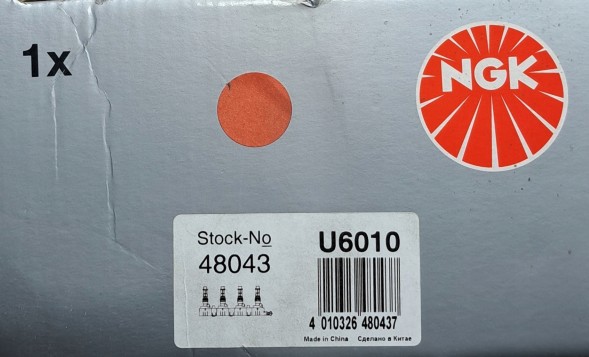 1x
NGK
Stock-No
48043
U6010
4 010326 480437
Made in China Сделано в Китае